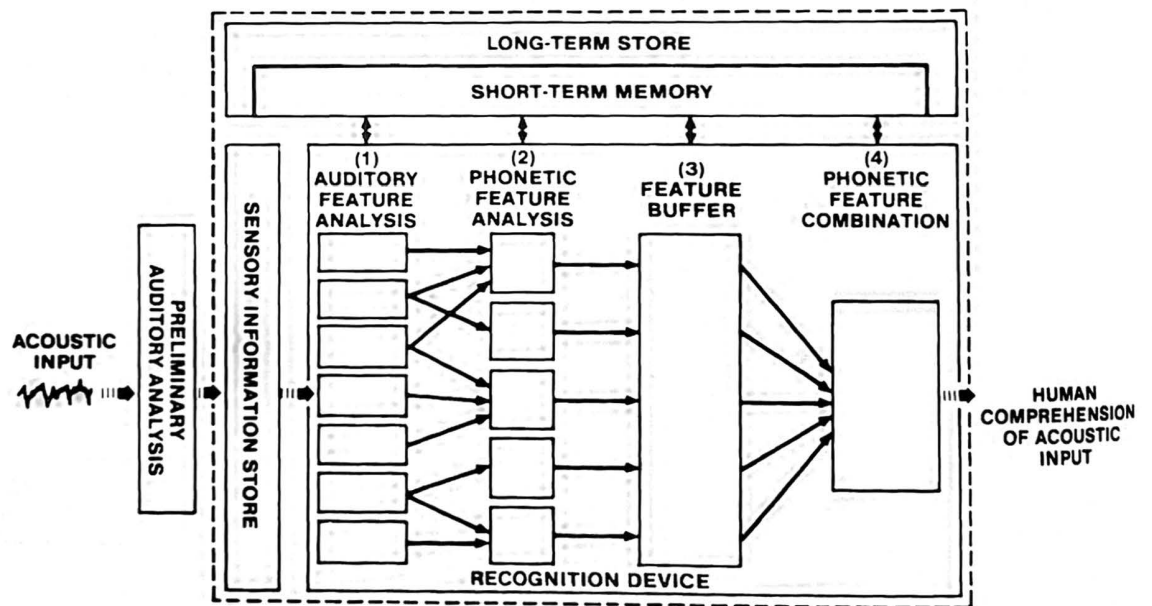 LONG-TERM STORE
SHORT-TERM MEMORY
(1)
AUDITORY
FEATURE
ANALYSIS
(2)
PHONETIC
FEATURE
ANALYSIS
(3)
FEATURE
BUFFER
(4)
PHONETIC
FEATURE
COMBINATION
ACOUSTIC
INPUT
PRELIMINARY
AUDITORY ANALYSIS
SENSORY INFORMATION STORE
RECOGNITION DEVICE
HUMAN
COMPREHENSION
OF ACOUSTIC
INPUT